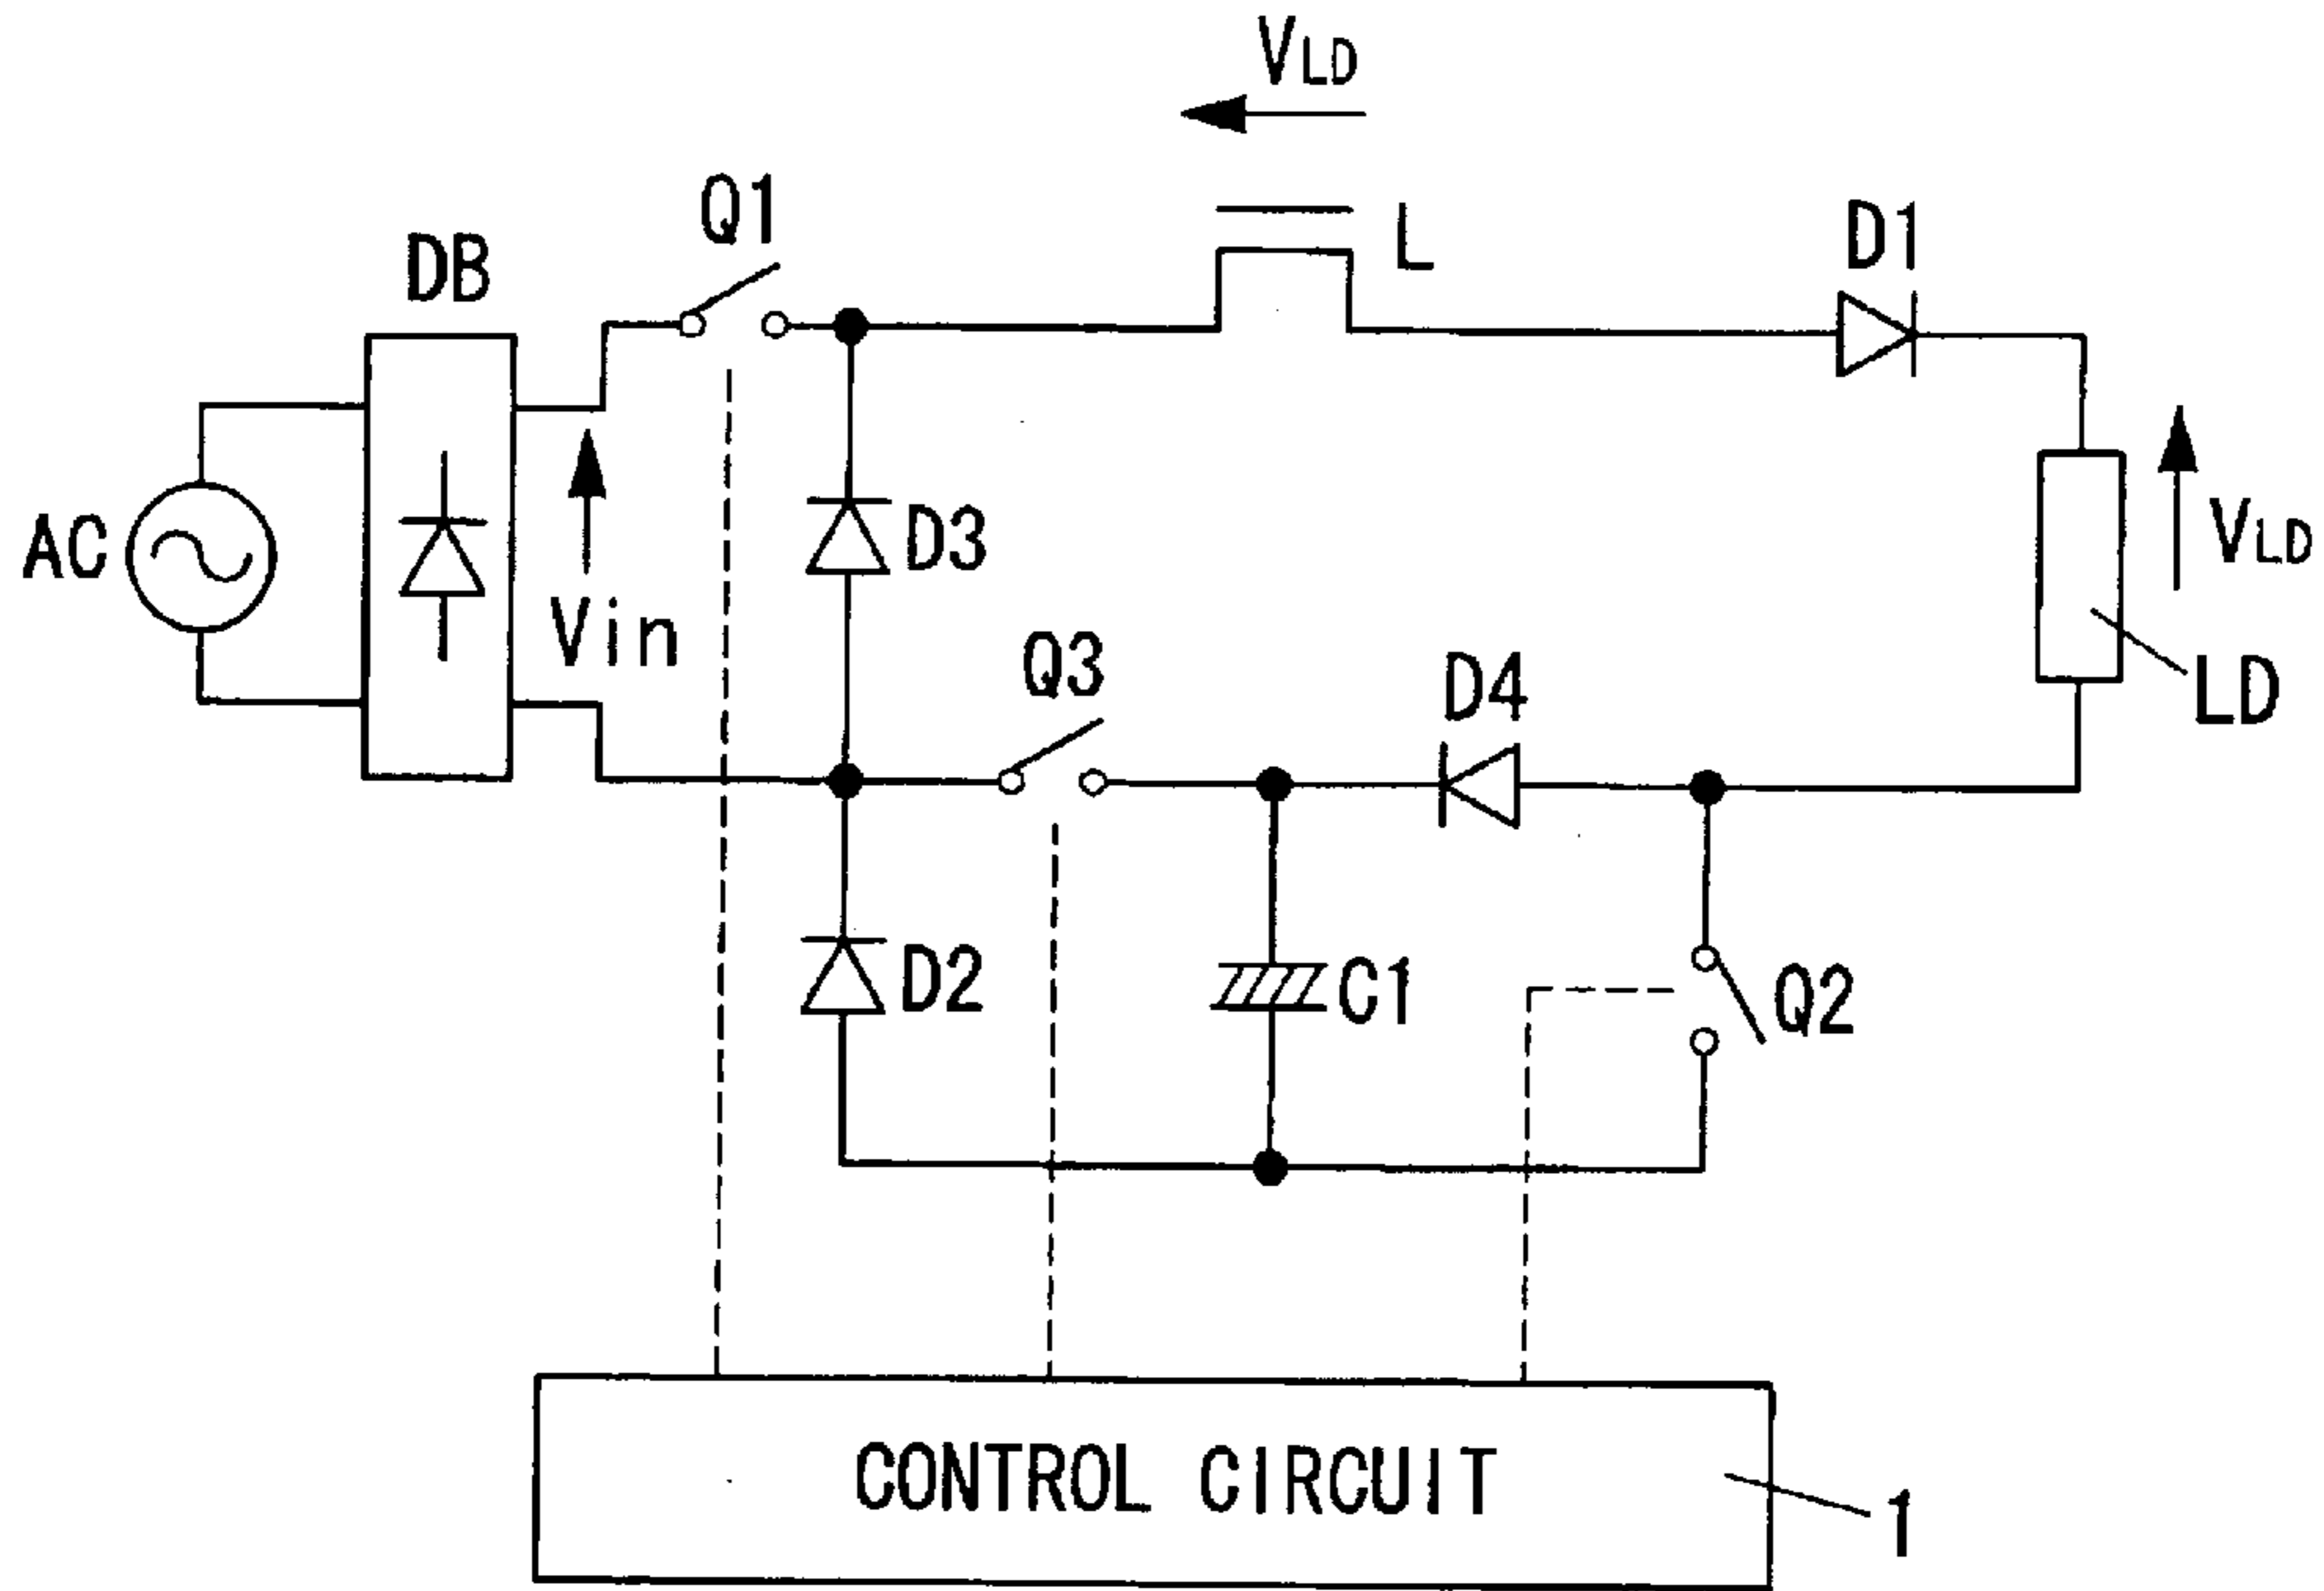 VLD
Q1
L
D1
DB
AC
Vin
D3
VLD
Q3
D4
LD
D2
C1
Q2
CONTROL CIRCUIT
1